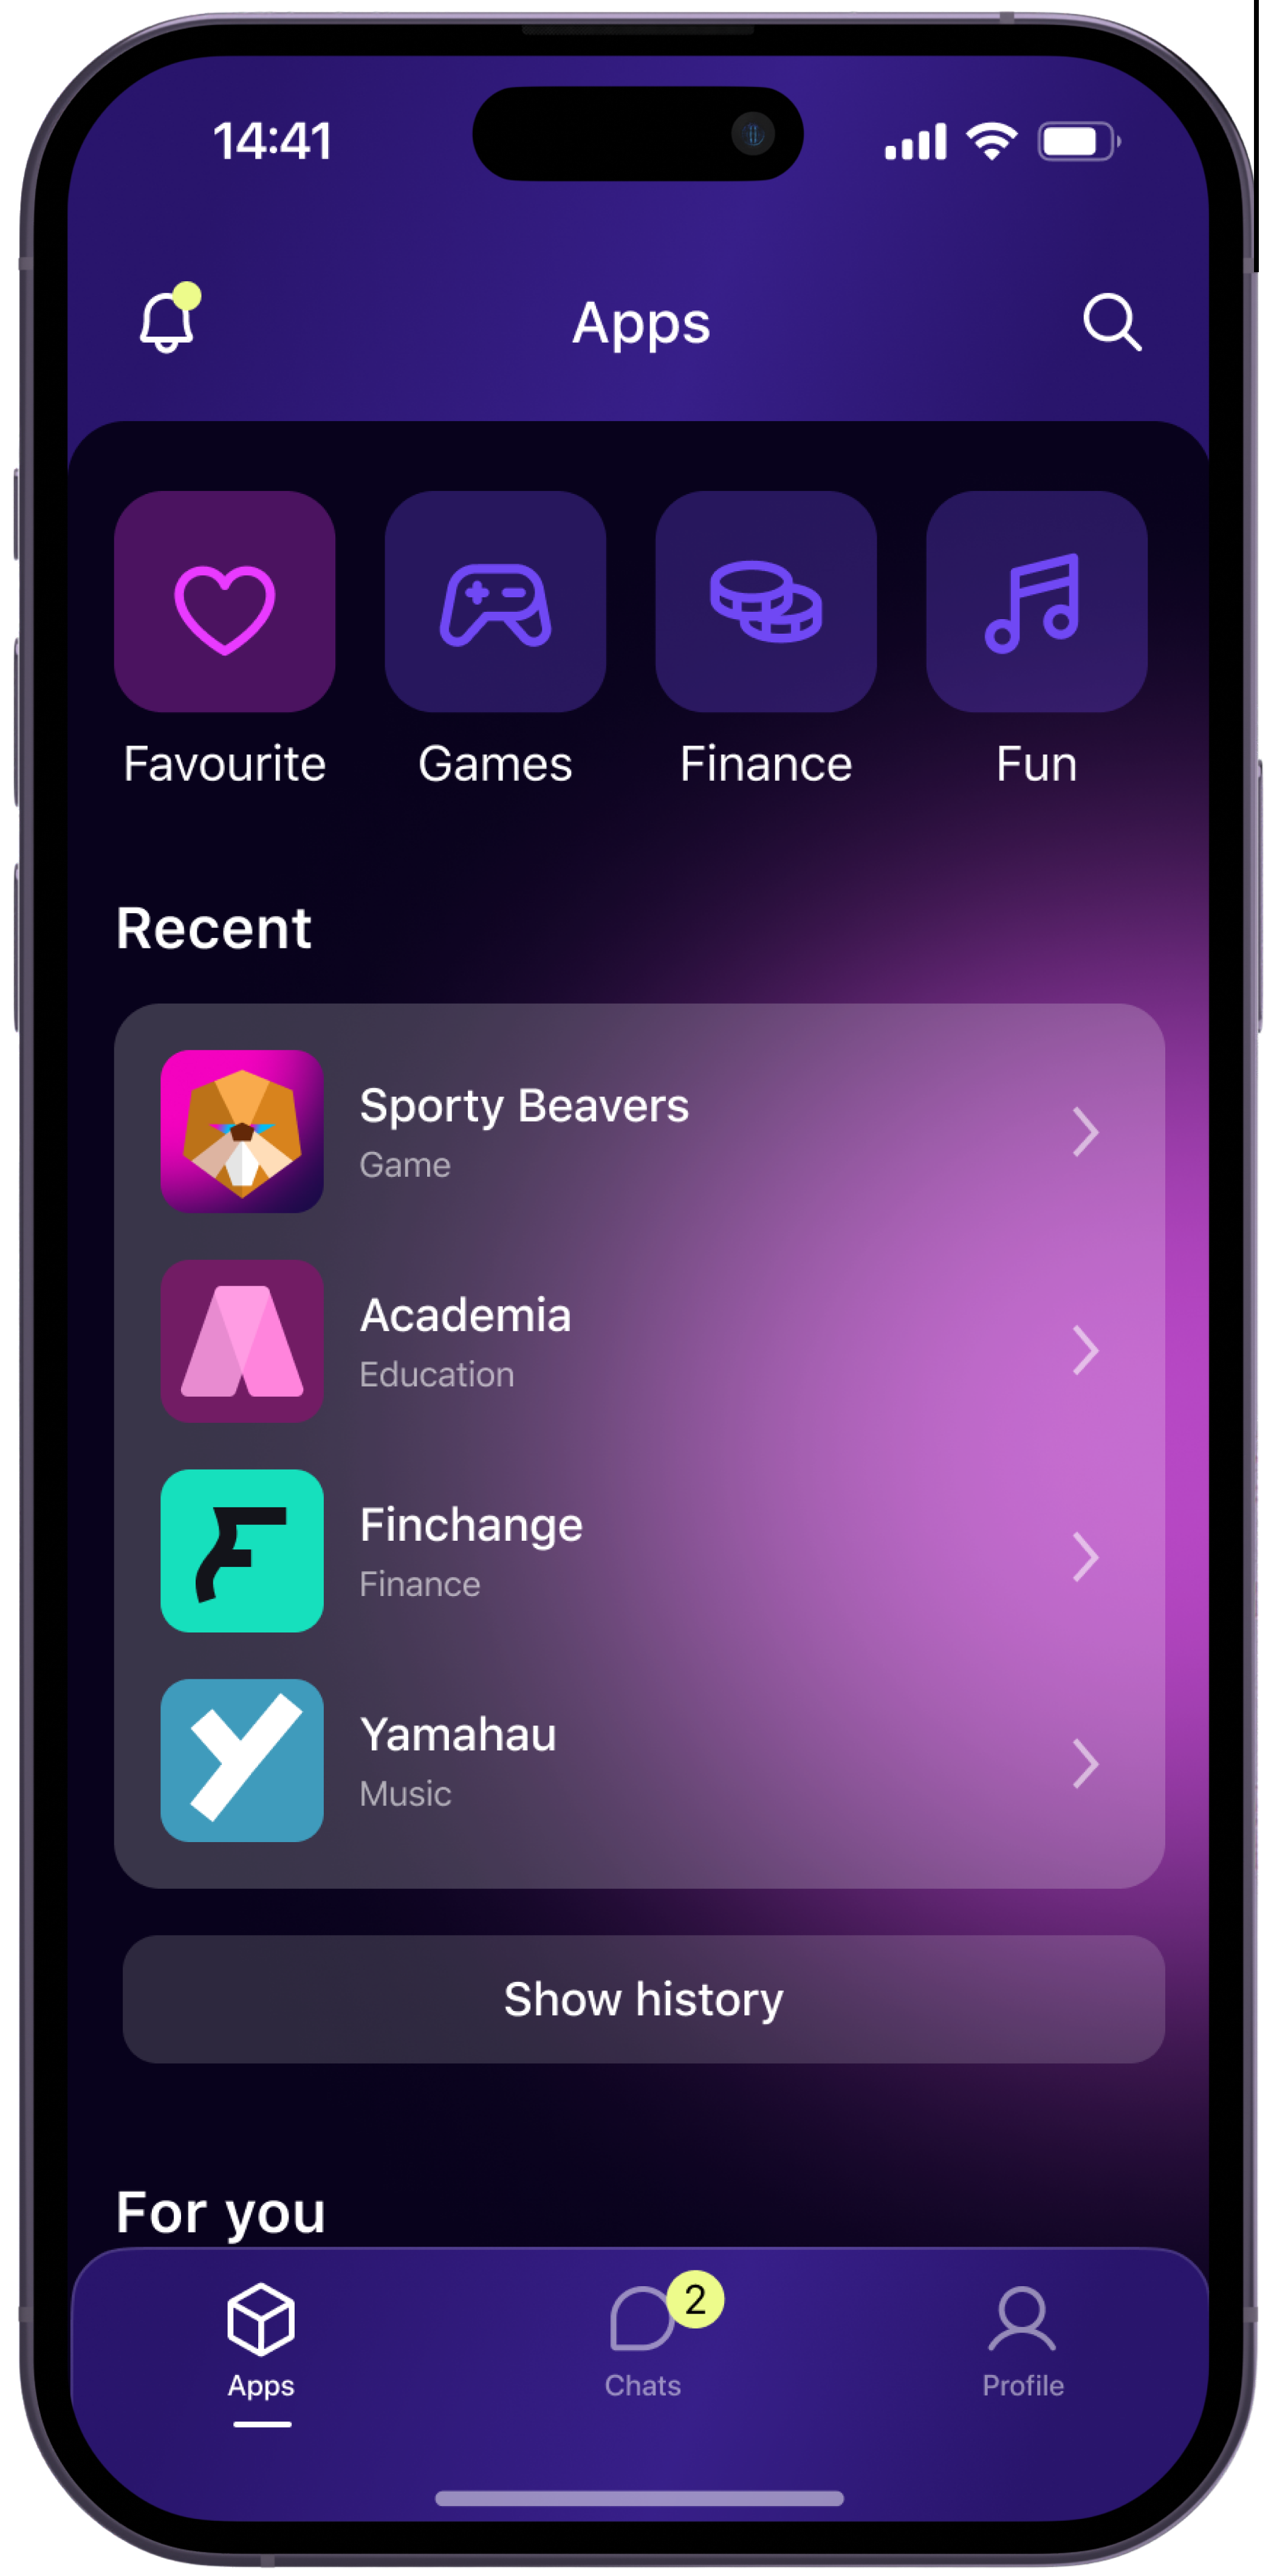 14:41
Apps
Favourite
Games
Finance
Fun
Recent
Sporty Beavers
Game
Academia
Education
Finchange
Finance
Yamahau
Music
Show history
For you
2
Apps
Chats
Profile